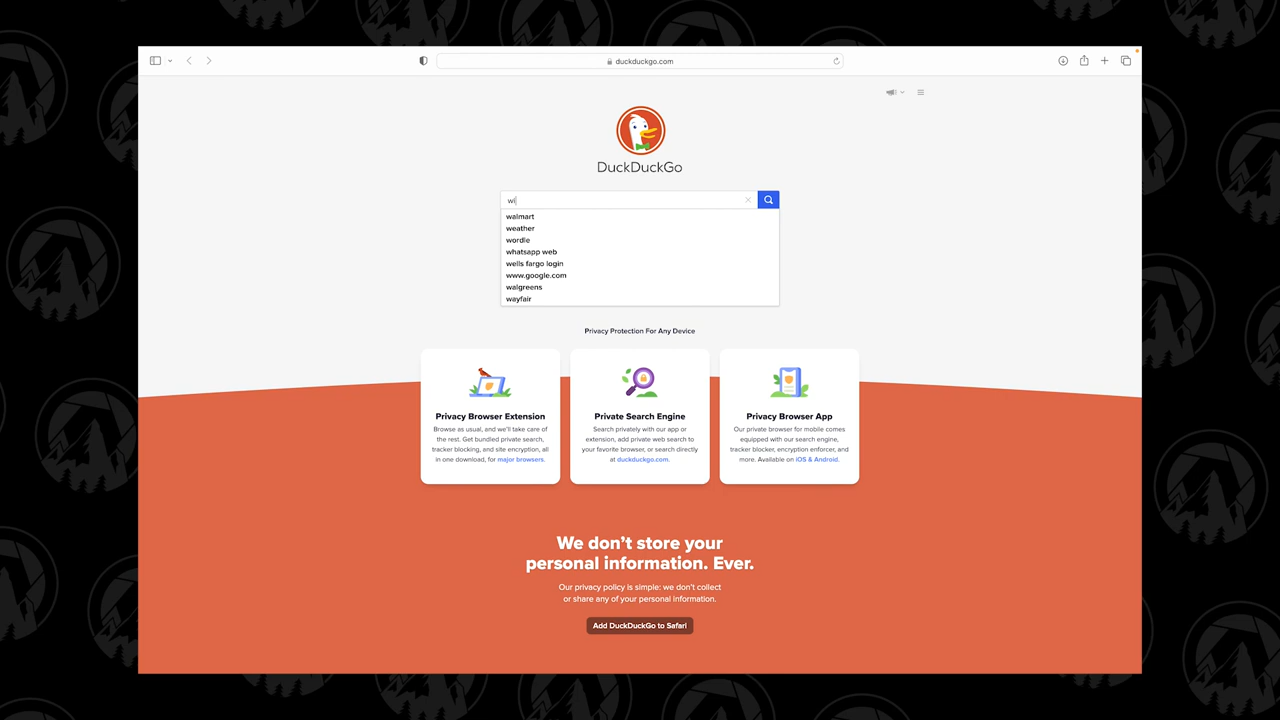 duckduckgo.com
DuckDuckGo
wi
walmart
weather
wordle
whatsapp web
wells fargo login
www.google.com
walgreens
wayfair
Privacy Protection For Any Device
Privacy Browser Extension
Browse as usual, and we'll take care of
the rest. Get bundled private search,
tracker blocking, and site encryption, all
in one download, for major browsers.
Private Search Engine
Search privately with our app or
extension, add private web search to
your favorite browser, or search directly
at duckduckgo.com.
Privacy Browser App
Our private browser for mobile comes
equipped with our search engine,
tracker blocker, encryption enforcer, and
more. Available on iOS & Android.
We don't store your
personal information. Ever.
Our privacy policy is simple: we don't collect
or share any of your personal information.
Add DuckDuckGo to Safari